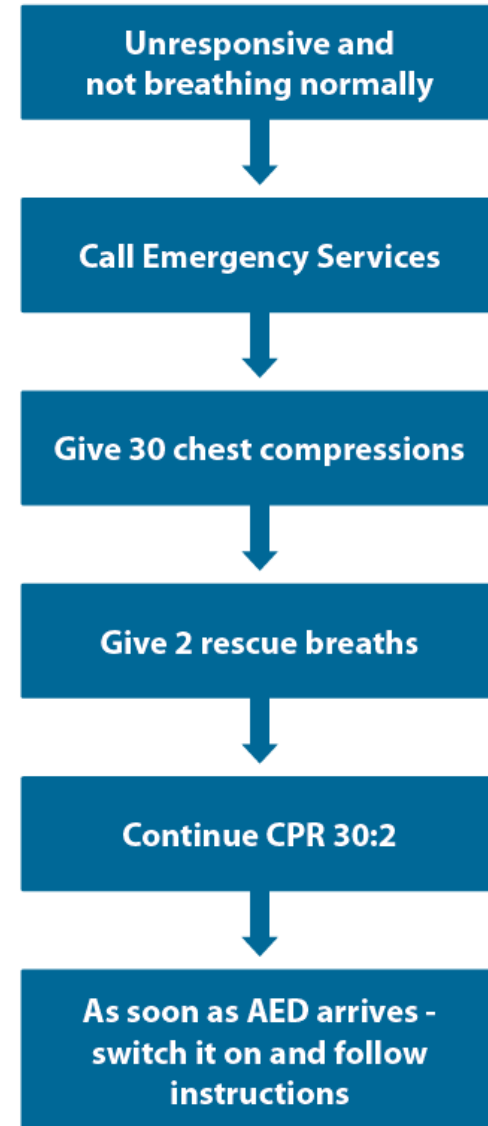 Unresponsive and
not breathing normally
Call Emergency Services
Give 30 chest compressions
Give 2 rescue breaths
Continue CPR 30:2
As soon as AED arrives -
switch it on and follow
instructions